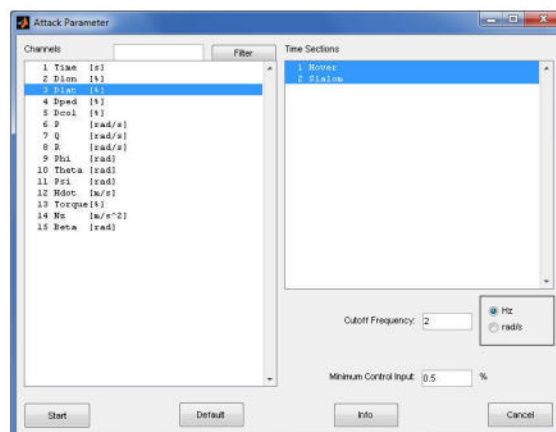 Attack Parameter
Channels
Filter
Time Sections
1 Time [s]
2 Dlon [%]
3 Dlat [%]
4 Dped [%]
5 Dcol [%]
6 P [rad/s]
7 Q [rad/s]
8 R [rad/s]
9 Phi [rad]
10 Theta [rad]
11 Psi [rad]
12 Hdot [m/s]
13 Torque[%]
14 Nz [m/s^2]
15 Beta [rad]
1 Hover
2 Slalom
Cutoff Frequency: 2
Hz
rad/s
Minimum Control Input: 0.5 %
Start
Default
Info
Cancel